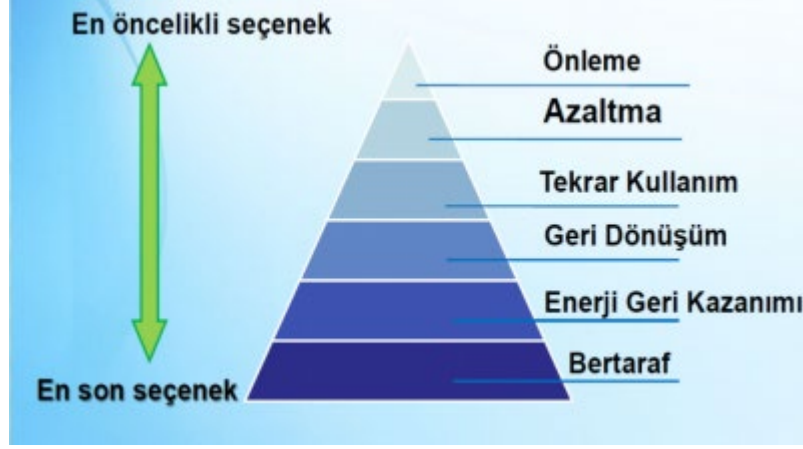 En öncelikli seçenek
Önleme
Azaltma
Tekrar Kullanım
Geri Dönüşüm
Enerji Geri Kazanımı
Bertaraf
En son seçenek